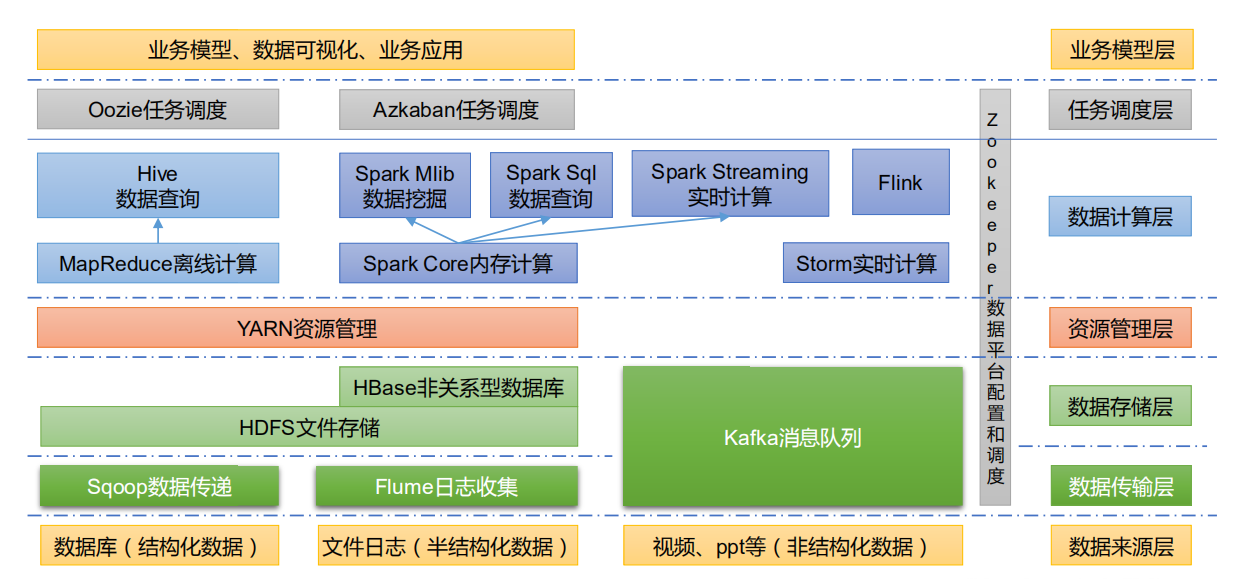 业务模型、数据可视化、业务应用
业务模型层
Oozie任务调度
Azkaban任务调度
任务调度层
Zookeeper数据平台配置和调度
Hive
数据查询
Spark Mlib
数据挖掘
Spark Sql
数据查询
Spark Streaming
实时计算
Flink
数据计算层
MapReduce离线计算
Spark Core内存计算
Storm实时计算
YARN资源管理
资源管理层
HBase非关系型数据库
HDFS文件存储
Kafka消息队列
数据存储层
Sqoop数据传递
Flume日志收集
数据传输层
数据库（结构化数据）
文件日志（半结构化数据）
视频、ppt等（非结构化数据）
数据来源层